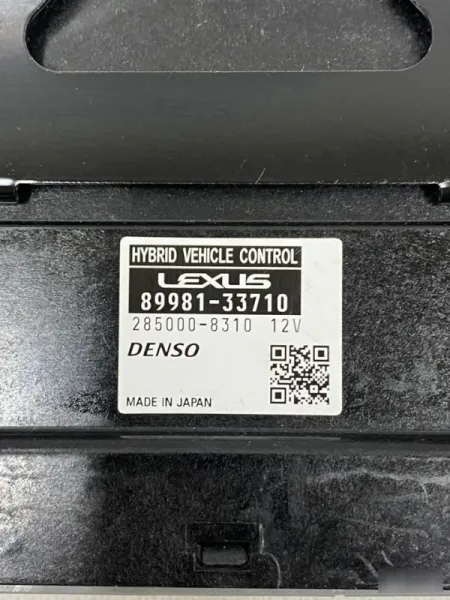 HYBRID VEHICLE CONTROL
LEXUS
89981-33710
285000-8310 12V
DENSO
MADE IN JAPAN